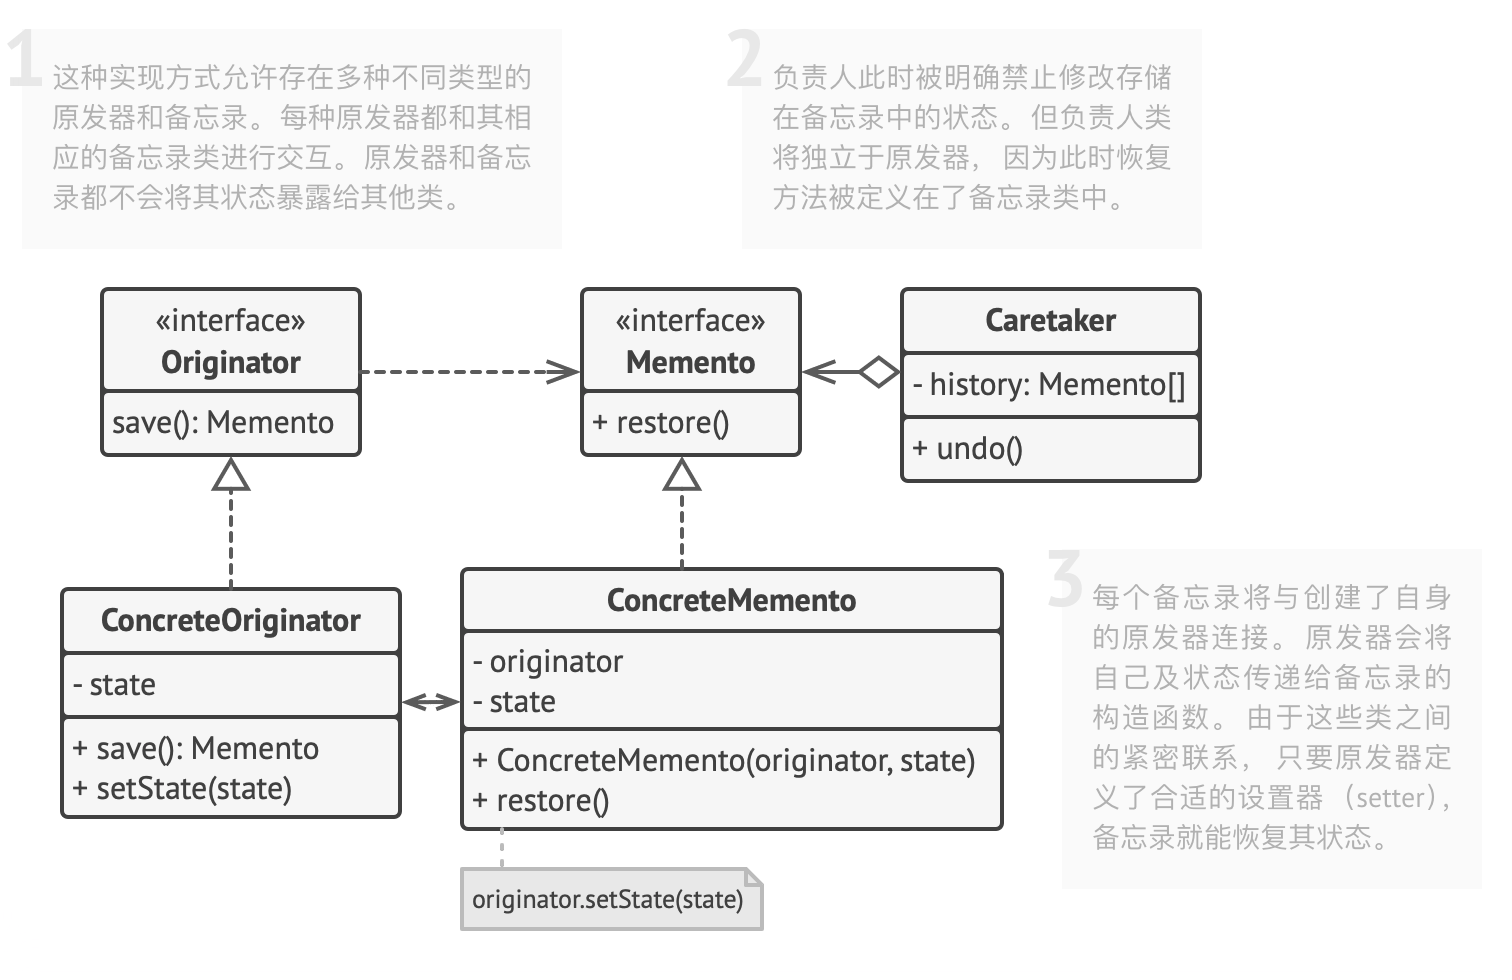 1
这种实现方式允许存在多种不同类型的
原发器和备忘录。每种原发器都和其相
应的备忘录类进行交互。原发器和备忘
录都不会将其状态暴露给其他类。
2
负责人此时被明确禁止修改存储
在备忘录中的状态。但负责人类
将独立于原发器，因为此时恢复
方法被定义在了备忘录类中。
«interface»
Originator
save(): Memento
«interface»
Memento
+ restore()
Caretaker
- history: Memento[]
+ undo()
ConcreteOriginator
- state
+ save(): Memento
+ setState(state)
ConcreteMemento
- originator
- state
+ ConcreteMemento(originator, state)
+ restore()
originator.setState(state)
3
每个备忘录将与创建了自身
的原发器连接。原发器会将
自己及状态传递给备忘录的
构造函数。由于这些类之间
的紧密联系，只要原发器定
义了合适的设置器（setter），
备忘录就能恢复其状态。